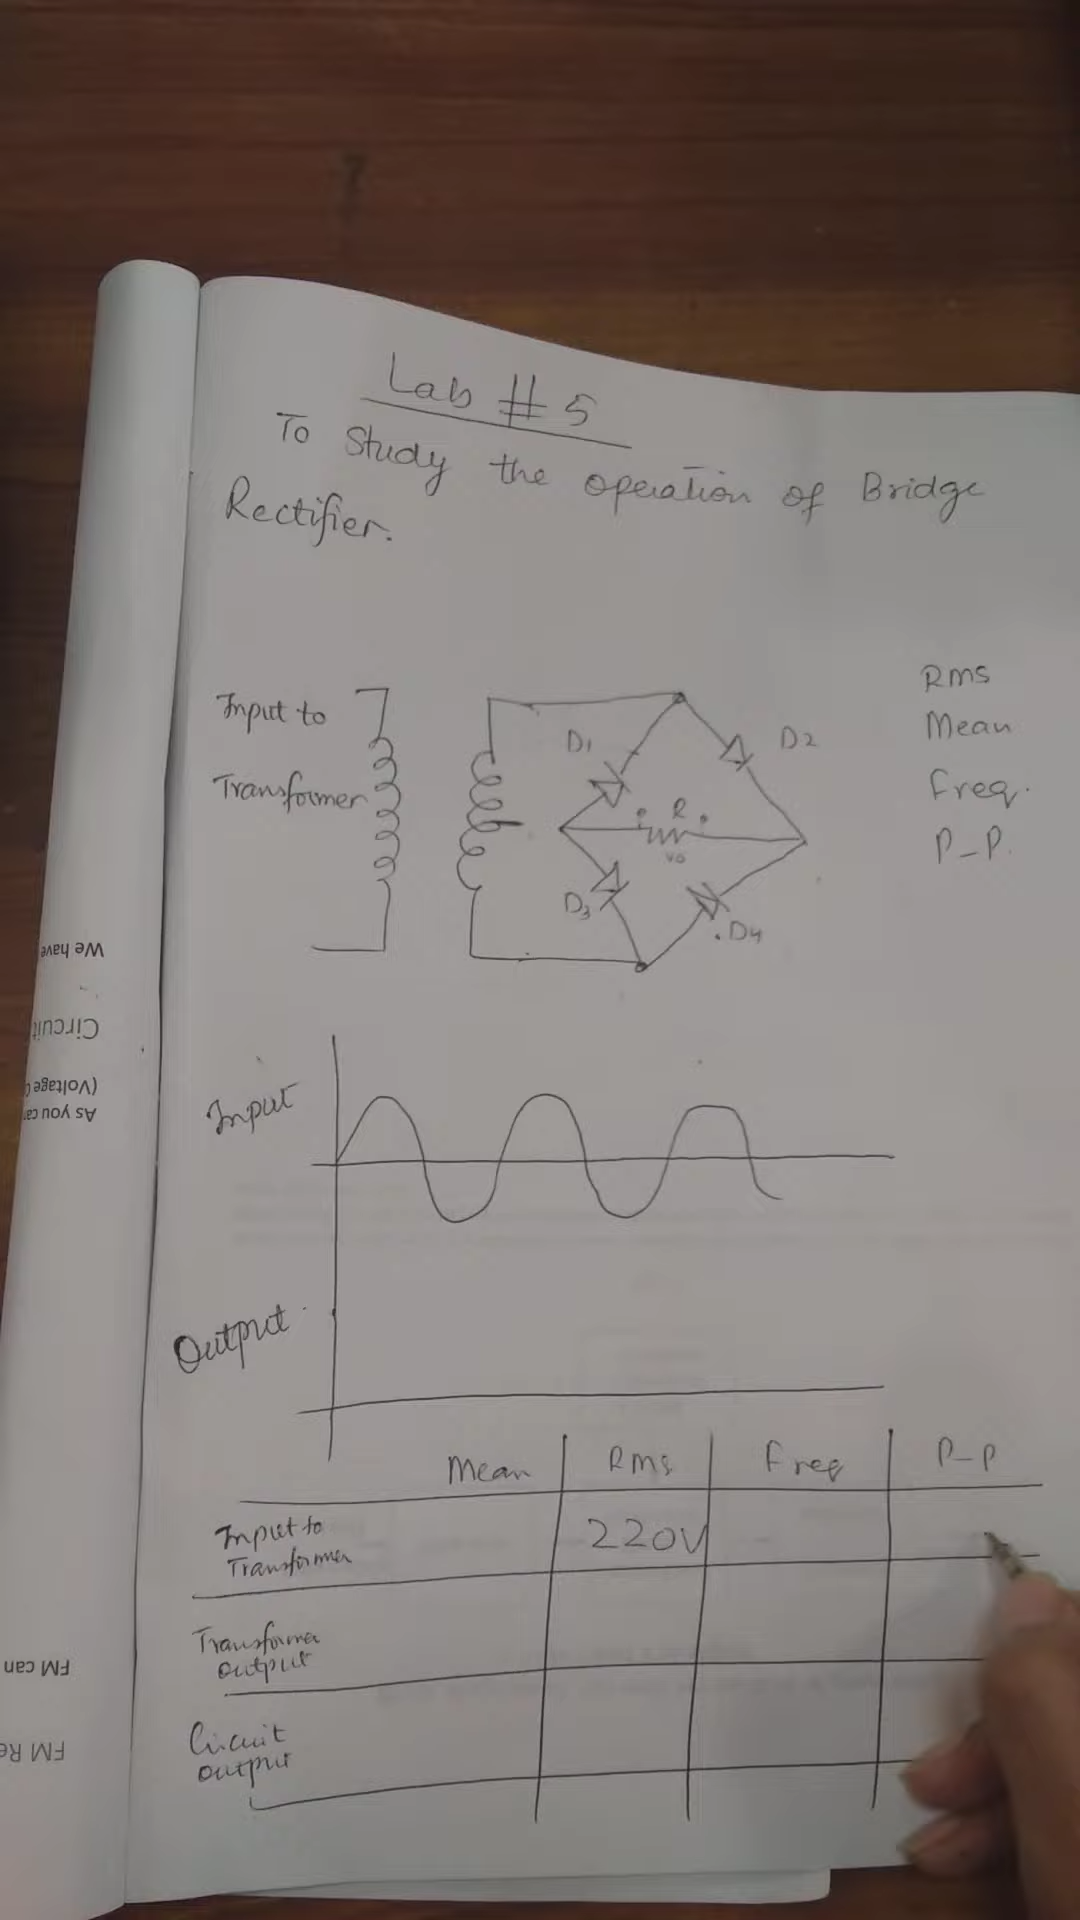 Lab # 5
To Study the operation of Bridge
Rectifier.
Input to
Transformer
D1
D2
R
Vo
D3
D4
Rms
Mean
freq.
P-P.
We have
Circuit
(Voltage
As you can
Input
Output
Mean Rms Freq P-P
Input to
Transformer
220V
Transformer
output
Circuit
output
FM can
FM Re